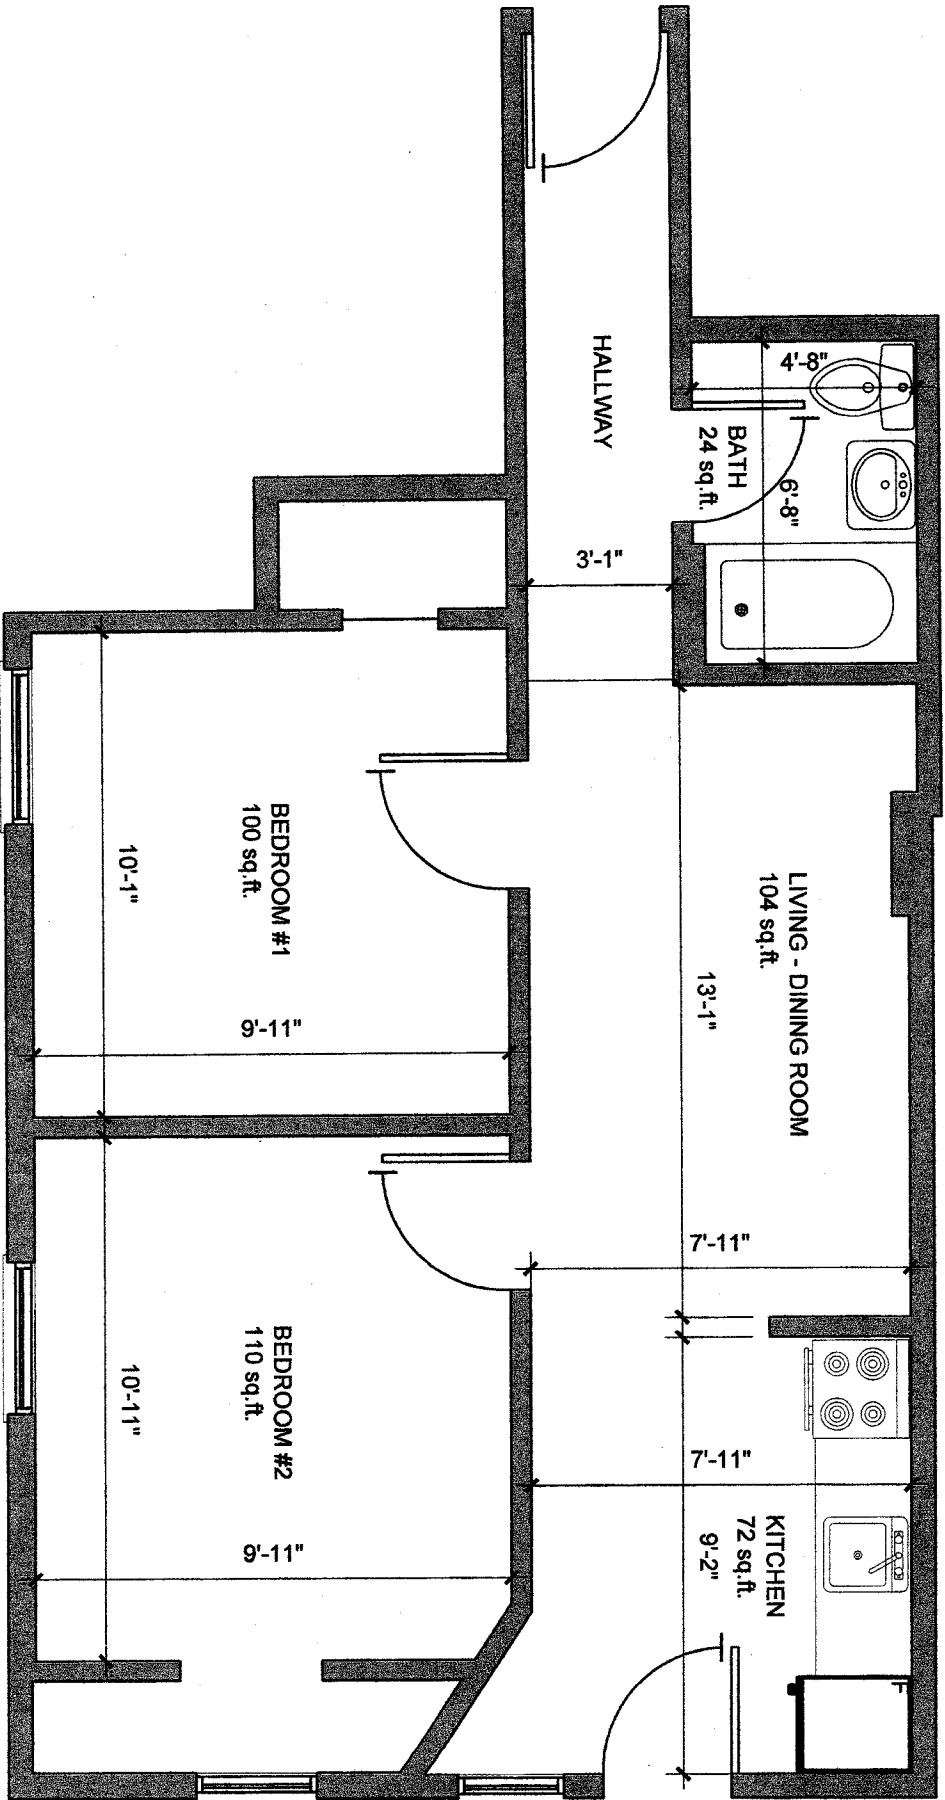 HALLWAY
4'-8"
BATH
24 sq.ft.
6'-8"
3'-1"
LIVING - DINING ROOM
104 sq.ft.
13'-1"
7'-11"
BEDROOM #1
100 sq.ft.
10'-1"
9'-11"
BEDROOM #2
110 sq.ft.
10'-11"
9'-11"
7'-11"
KITCHEN
72 sq.ft.
9'-2"
F